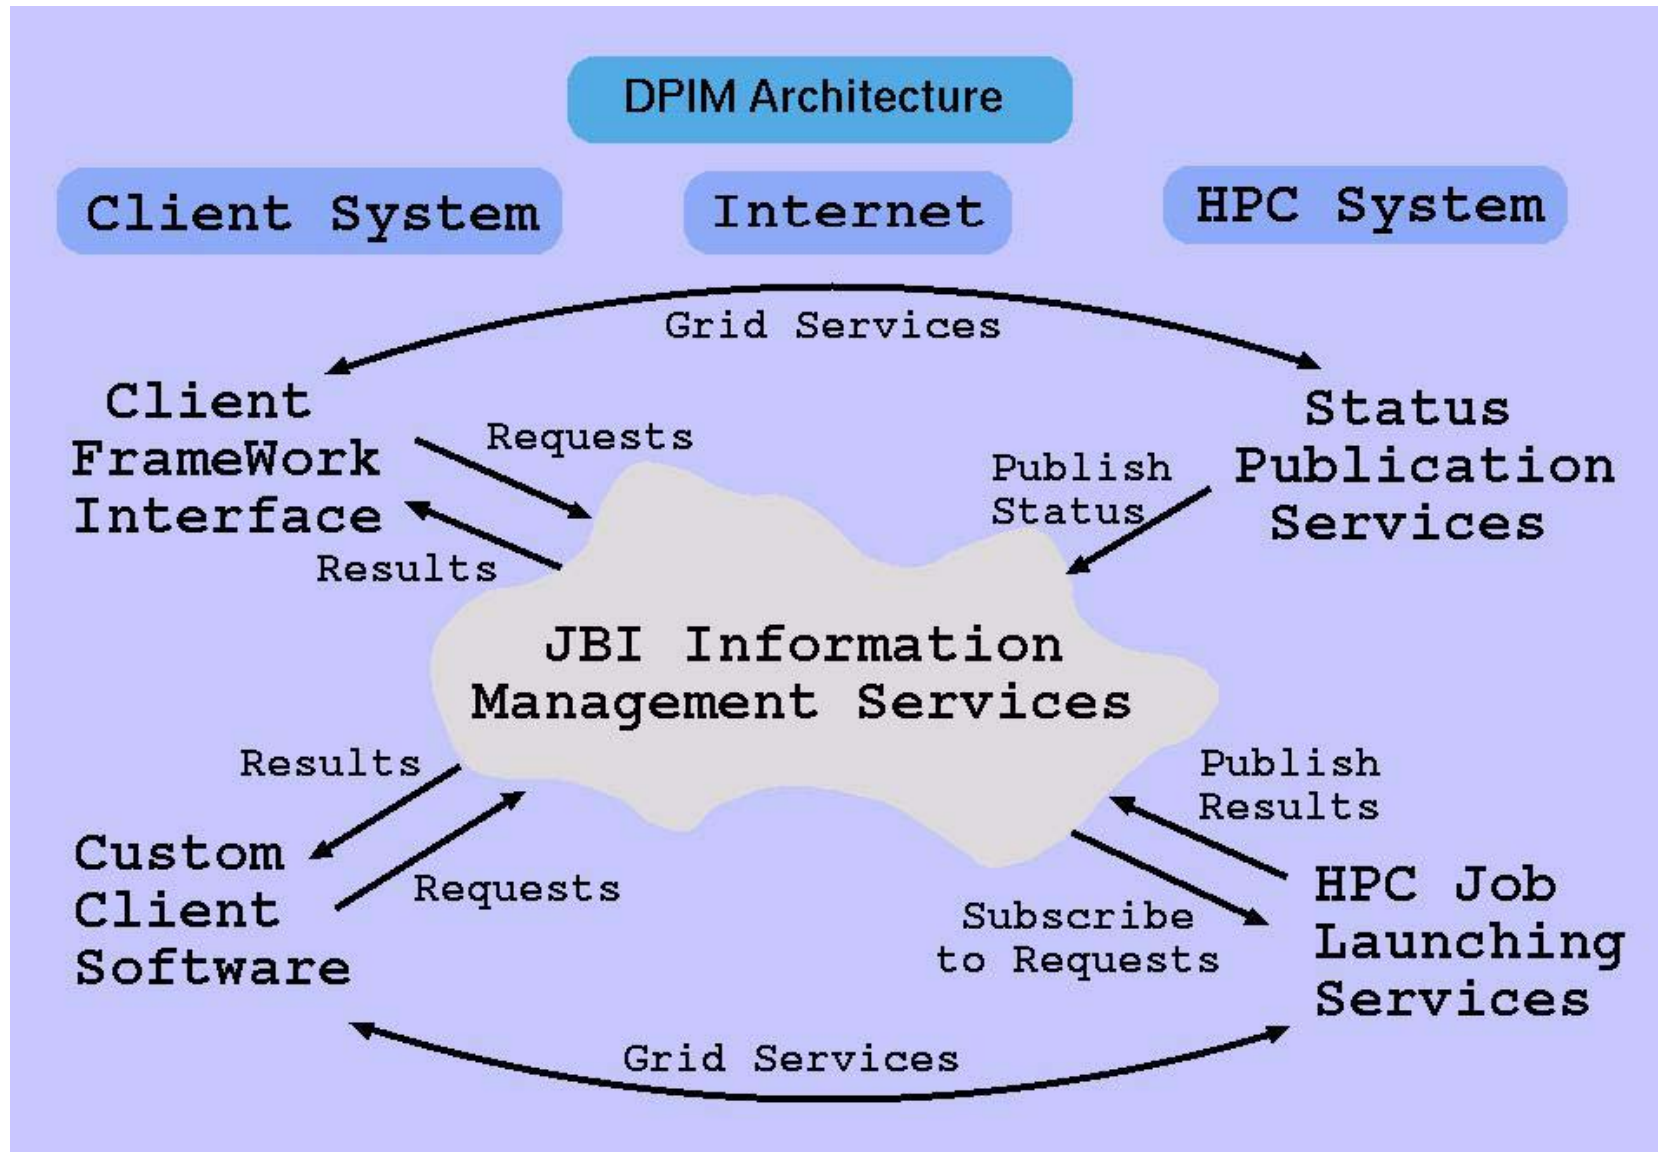 DPIM Architecture
Client System
Internet
HPC System
Grid Services
Client
FrameWork
Interface
Requests
Results
Status
Publication
Services
Publish
Status
JBI Information
Management Services
Results
Requests
Custom
Client
Software
Publish
Results
Subscribe
to Requests
HPC Job
Launching
Services
Grid Services